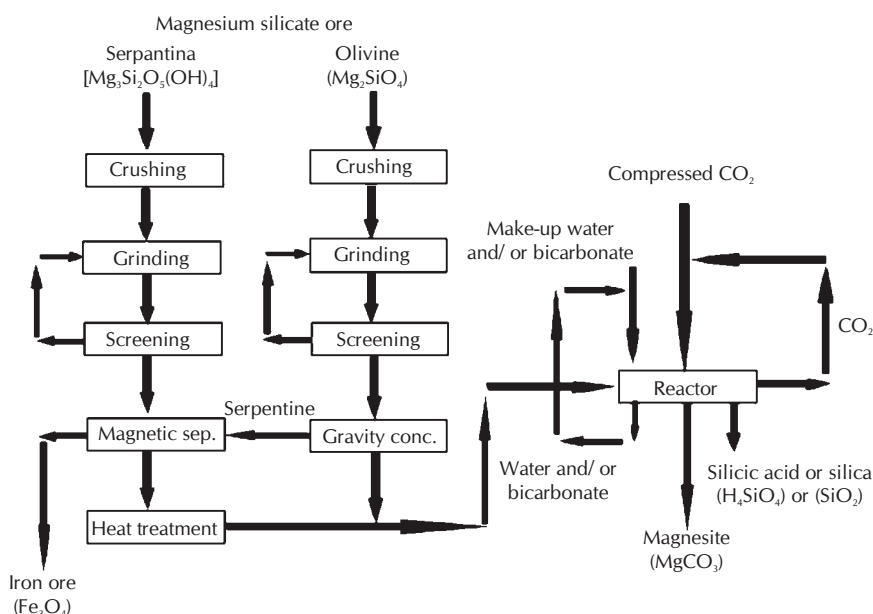 Magnesium silicate ore
Serpantina
[Mg₃Si₂O₅(OH)₄]
Olivine
(Mg₂SiO₄)
Crushing
Crushing
Compressed CO₂
Make-up water
and/ or bicarbonate
Grinding
Grinding
Screening
Screening
CO₂
Reactor
Serpentine
Magnetic sep.
Gravity conc.
Water and/ or
bicarbonate
Silicic acid or silica
(H₄SiO₄) or (SiO₂)
Heat treatment
Magnesite
(MgCO₃)
Iron ore
(Fe₃O₄)